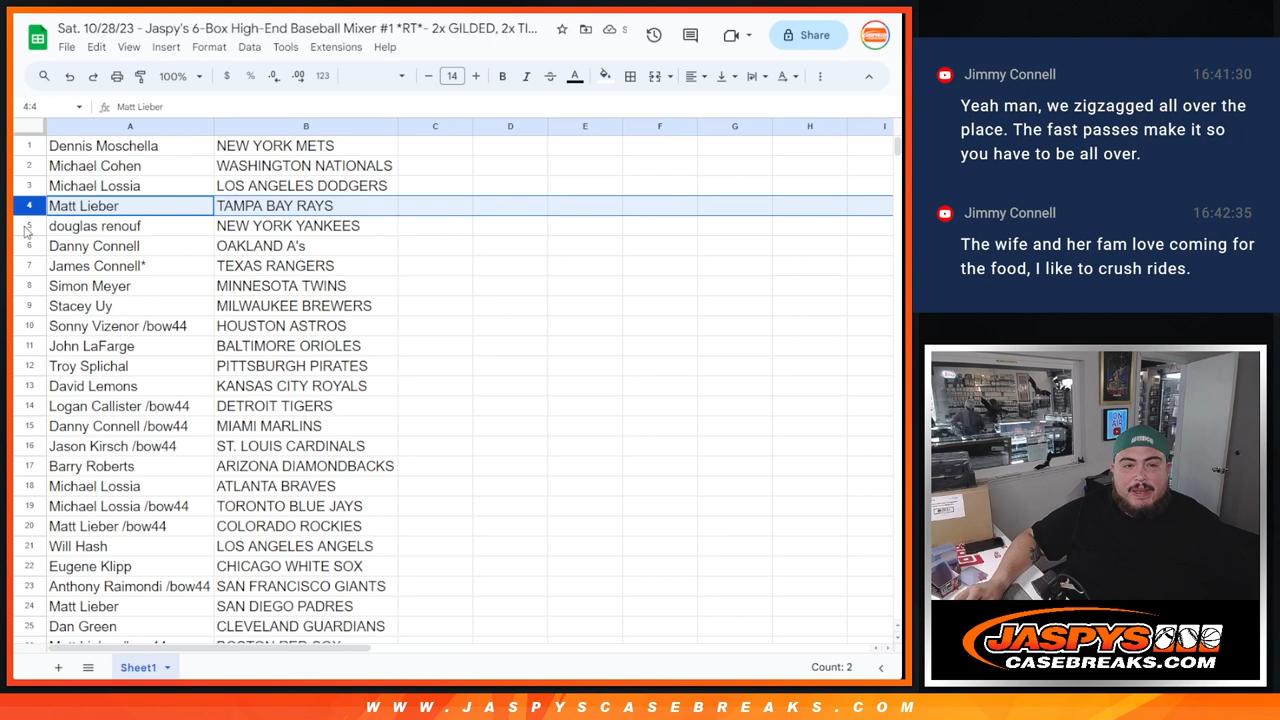 Sat. 10/28/23 - Jaspy's 6-Box High-End Baseball Mixer #1 *RT*- 2x GILDED, 2x TI...
File Edit View Insert Format Data Tools Extensions Help
Share
100% $ % .0 .00 123 14 B I A
4:4 fx Matt Lieber
A B C D E F G H I
1 Dennis Moschella NEW YORK METS
2 Michael Cohen WASHINGTON NATIONALS
3 Michael Lossia LOS ANGELES DODGERS
4 Matt Lieber TAMPA BAY RAYS
5 douglas renouf NEW YORK YANKEES
6 Danny Connell OAKLAND A's
7 James Connell* TEXAS RANGERS
8 Simon Meyer MINNESOTA TWINS
9 Stacey Uy MILWAUKEE BREWERS
10 Sonny Vizenor /bow44 HOUSTON ASTROS
11 John LaFarge BALTIMORE ORIOLES
12 Troy Splichal PITTSBURGH PIRATES
13 David Lemons KANSAS CITY ROYALS
14 Logan Callister /bow44 DETROIT TIGERS
15 Danny Connell /bow44 MIAMI MARLINS
16 Jason Kirsch /bow44 ST. LOUIS CARDINALS
17 Barry Roberts ARIZONA DIAMONDBACKS
18 Michael Lossia ATLANTA BRAVES
19 Michael Lossia /bow44 TORONTO BLUE JAYS
20 Matt Lieber /bow44 COLORADO ROCKIES
21 Will Hash LOS ANGELES ANGELS
22 Eugene Klipp CHICAGO WHITE SOX
23 Anthony Raimondi /bow44 SAN FRANCISCO GIANTS
24 Matt Lieber SAN DIEGO PADRES
25 Dan Green CLEVELAND GUARDIANS
Sheet1
Count: 2
Jimmy Connell 16:41:30
Yeah man, we zigzagged all over the
place. The fast passes make it so
you have to be all over.
Jimmy Connell 16:42:35
The wife and her fam love coming for
the food, I like to crush rides.
ON AIR
JASPYS
CASEBREAKS.COM
WWW.JASPYSCASEBREAKS.COM